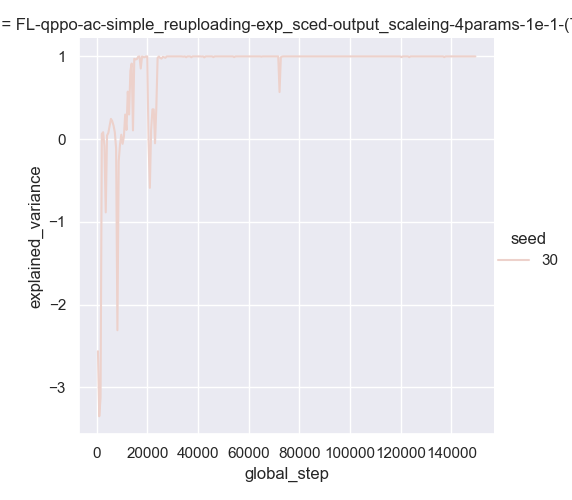 = FL-qppo-ac-simple_reuploading-exp_sced-output_scaleing-4params-1e-1-(
1
0
−1
−2
−3
explained_variance
0 20000 40000 60000 80000 100000 120000 140000
global_step
seed
30